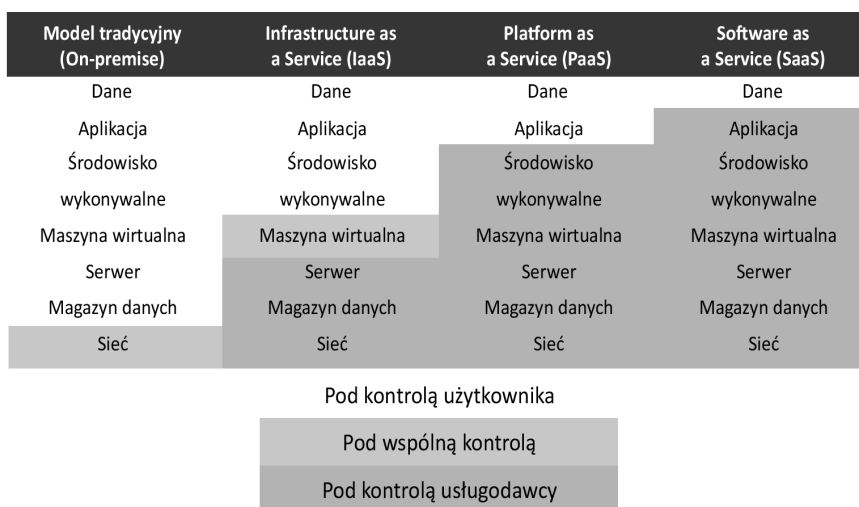 Model tradycyjny (On-premise) Infrastructure as a Service (IaaS) Platform as a Service (PaaS) Software as a Service (SaaS)
Dane Dane Dane Dane
Aplikacja Aplikacja Aplikacja Aplikacja
Środowisko Środowisko Środowisko Środowisko
wykonywalne wykonywalne wykonywalne wykonywalne
Maszyna wirtualna Maszyna wirtualna Maszyna wirtualna Maszyna wirtualna
Serwer Serwer Serwer Serwer
Magazyn danych Magazyn danych Magazyn danych Magazyn danych
Sieć Sieć Sieć Sieć
Pod kontrolą użytkownika
Pod wspólną kontrolą
Pod kontrolą usługodawcy